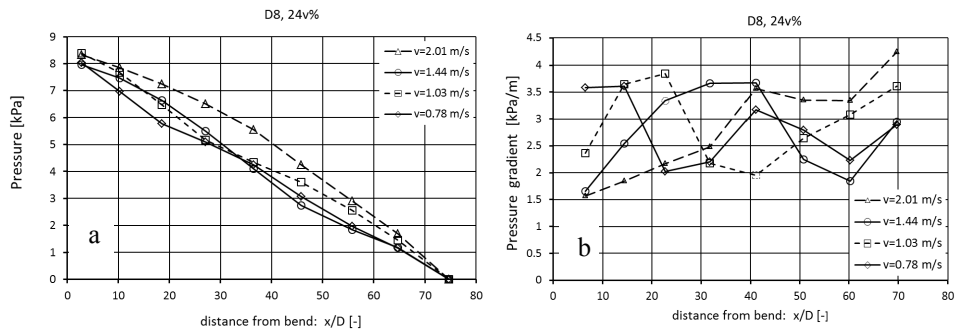 D8, 24v%
9
8
7
6
5
4
3
2
1
0
Pressure [kPa]
v=2.01 m/s
v=1.44 m/s
v=1.03 m/s
v=0.78 m/s
a
0 10 20 30 40 50 60 70 80
distance from bend: x/D [-]
D8, 24v%
4.5
4
3.5
3
2.5
2
1.5
1
0.5
0
Pressure gradient [kPa/m]
v=2.01 m/s
v=1.44 m/s
v=1.03 m/s
v=0.78 m/s
b
0 10 20 30 40 50 60 70 80
distance from bend: x/D [-]